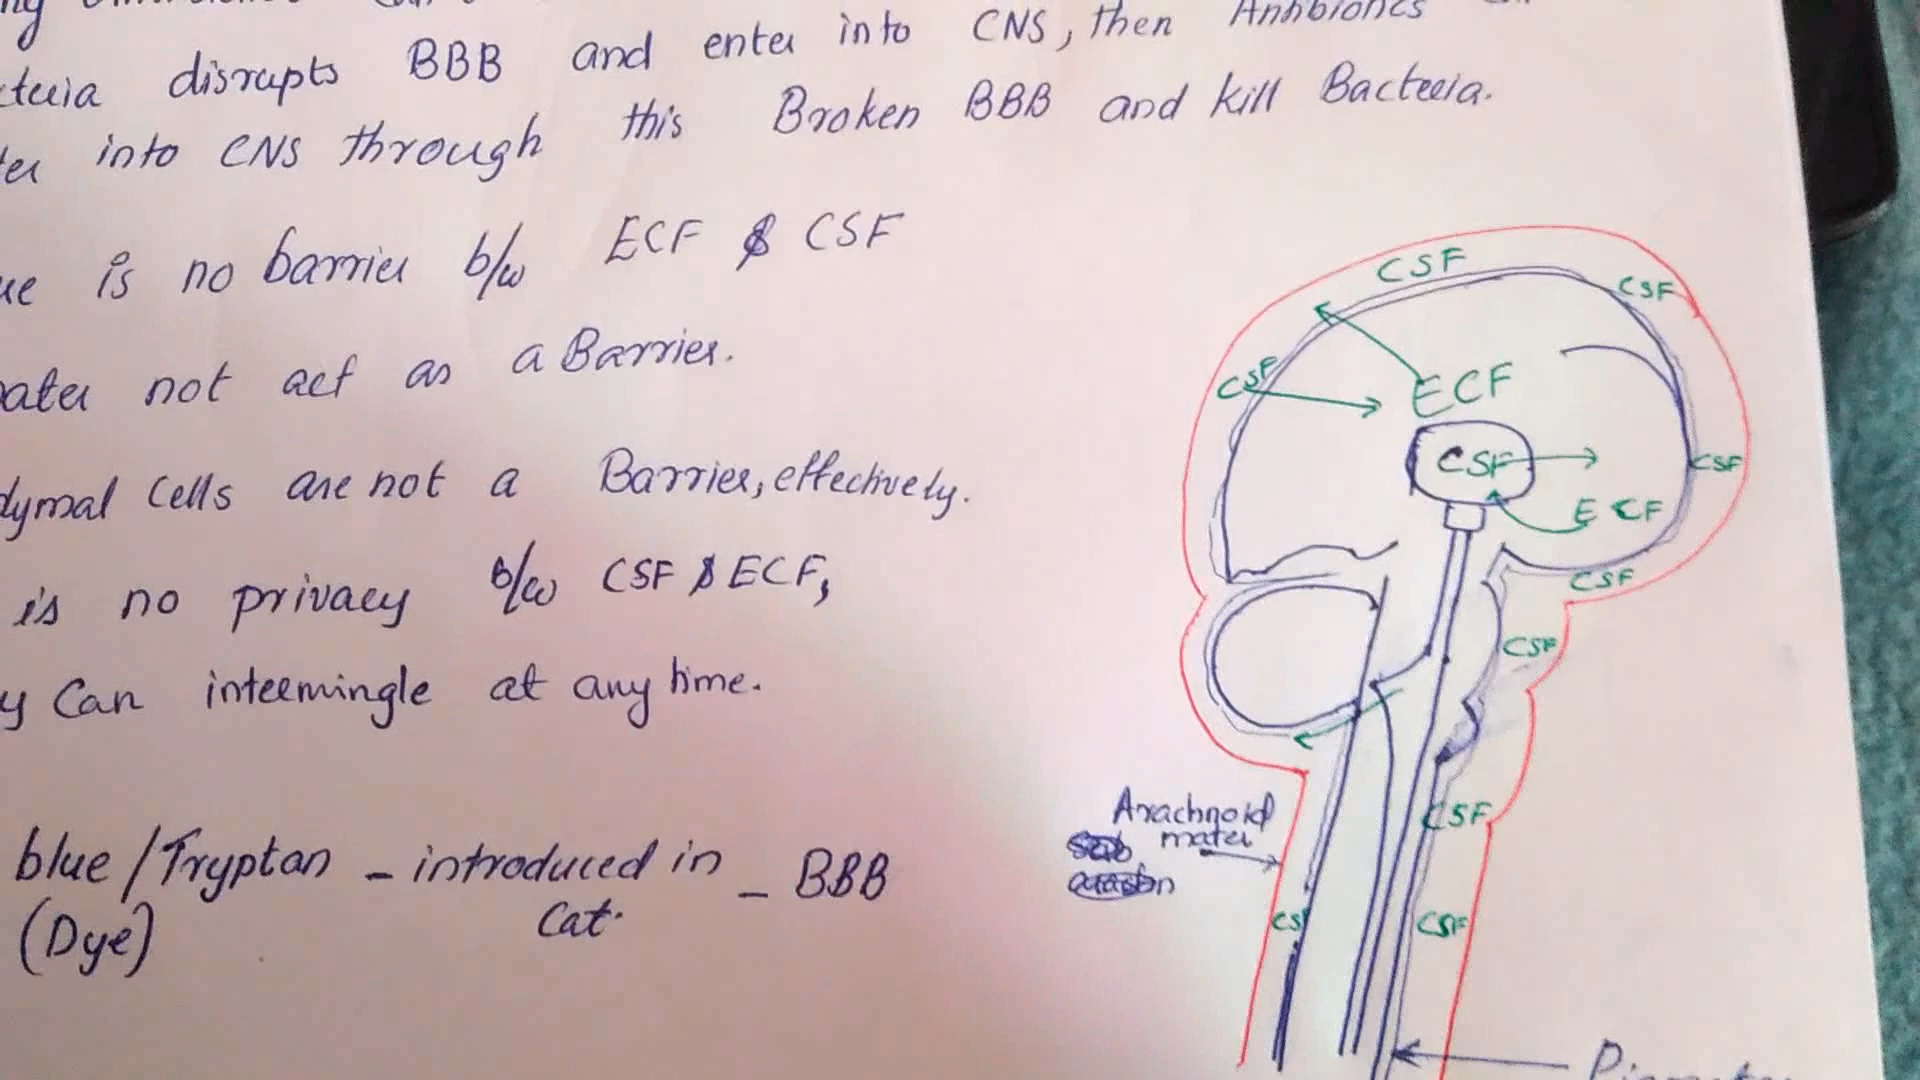 disrupts BBB and enter into CNS, then Antibiotics
into CNS through this Broken BBB and kill Bacteria.
is no barrier b/w ECF & CSF
not act as a Barrier.
dymal Cells are not a Barrier, effectively.
is no privacy b/w CSF & ECF,
y Can intermingle at any time.
blue / Tryptan - introduced in - BBB
(Dye) Cat.
CSF
CSF
CSF
ECF
CSF
CSF
ECF
CSF
CSF
Arachnoid
mater
CSF
CSF
CSF